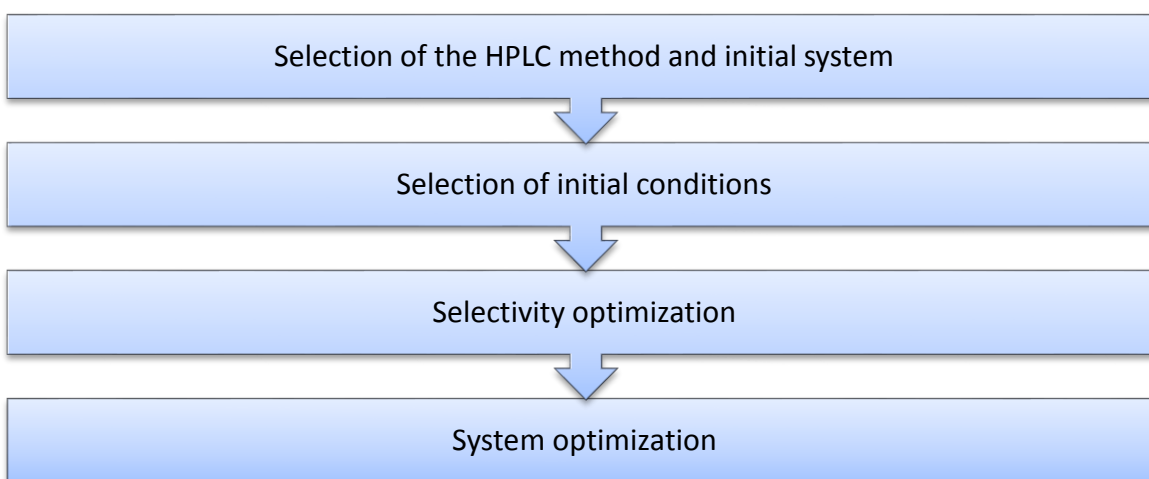 Selection of the HPLC method and initial system
Selection of initial conditions
Selectivity optimization
System optimization